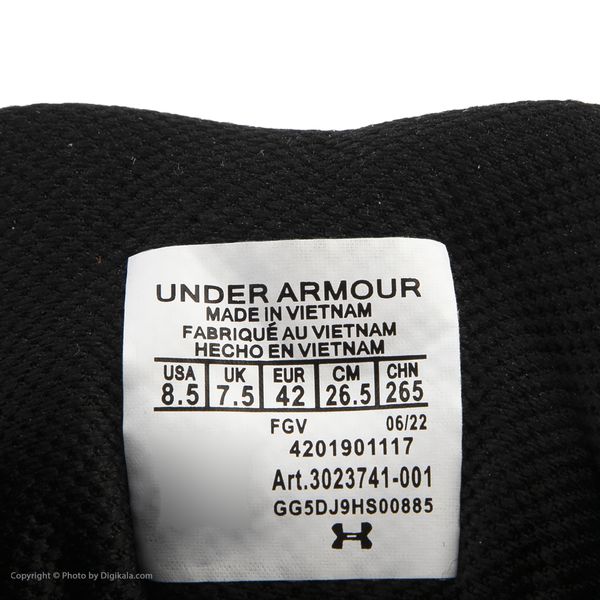 UNDER ARMOUR
MADE IN VIETNAM
FABRIQUÉ AU VIETNAM
HECHO EN VIETNAM
USA UK EUR CM CHN
8.5 7.5 42 26.5 265
FGV 06/22
4201901117
Art.3023741-001
GG5DJ9HS00885
Copyright © Photo by Digikala.com